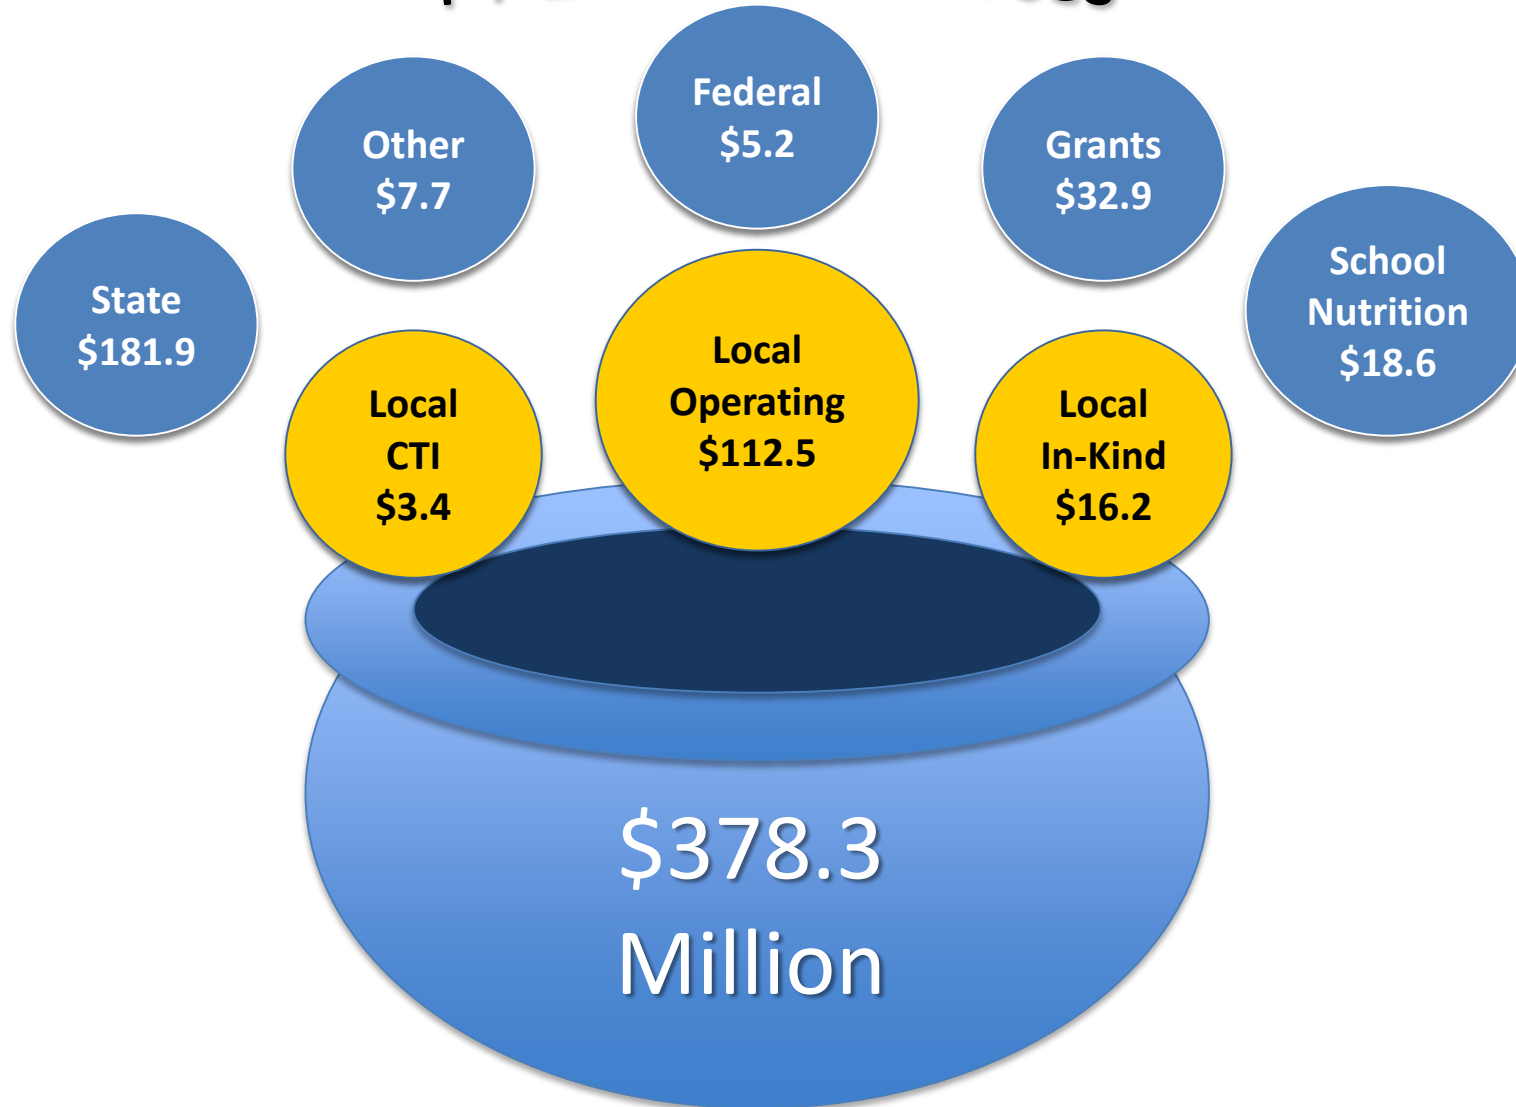 Federal
$5.2
Other
$7.7
Grants
$32.9
State
$181.9
School
Nutrition
$18.6
Local
CTI
$3.4
Local
Operating
$112.5
Local
In-Kind
$16.2
$378.3
Million